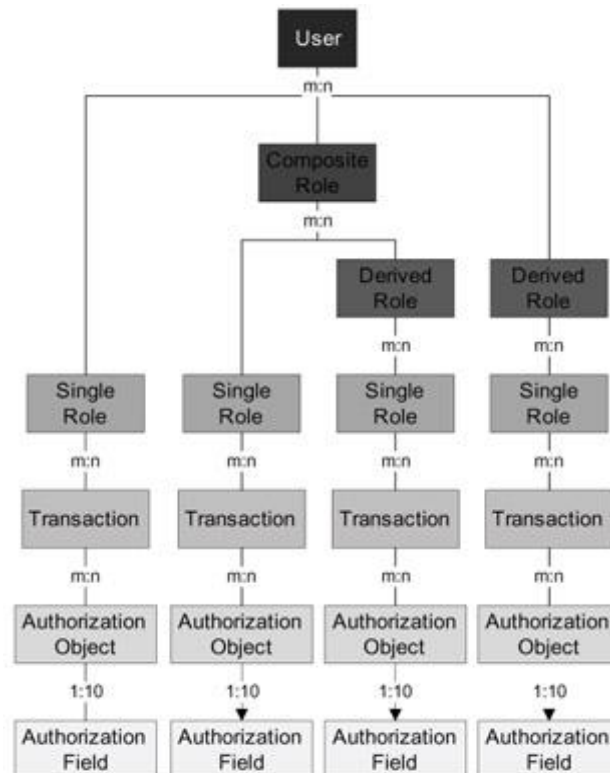 User
m:n
Composite
Role
m:n
Derived
Role
Derived
Role
m:n
m:n
Single
Role
Single
Role
Single
Role
Single
Role
m:n
m:n
m:n
m:n
Transaction
Transaction
Transaction
Transaction
m:n
m:n
m:n
m:n
Authorization
Object
Authorization
Object
Authorization
Object
Authorization
Object
1:10
1:10
1:10
1:10
Authorization
Field
Authorization
Field
Authorization
Field
Authorization
Field